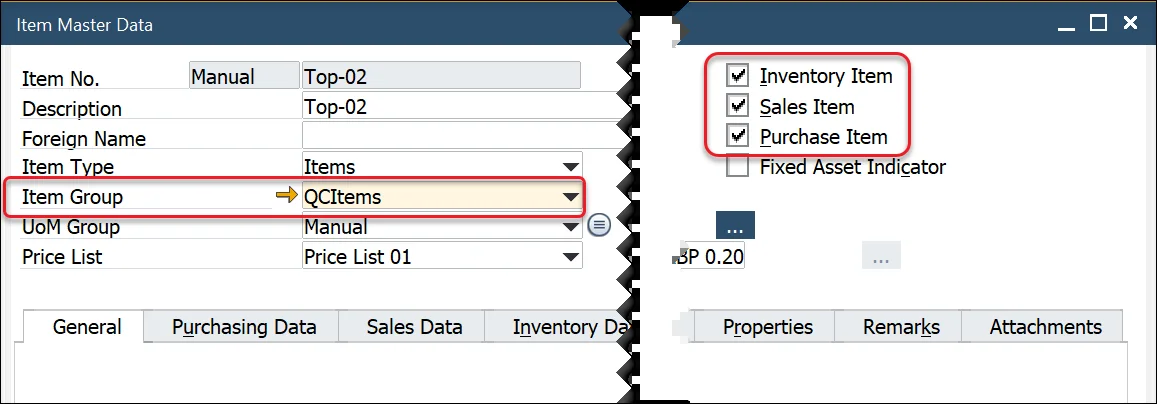 Item Master Data
Item No. Manual Top-02 Inventory Item
Description Top-02 Sales Item
Foreign Name Purchase Item
Item Type Items Fixed Asset Indicator
Item Group QCItems
UoM Group Manual ...
Price List Price List 01 BP 0.20 ...
General Purchasing Data Sales Data Inventory Da Properties Remarks Attachments